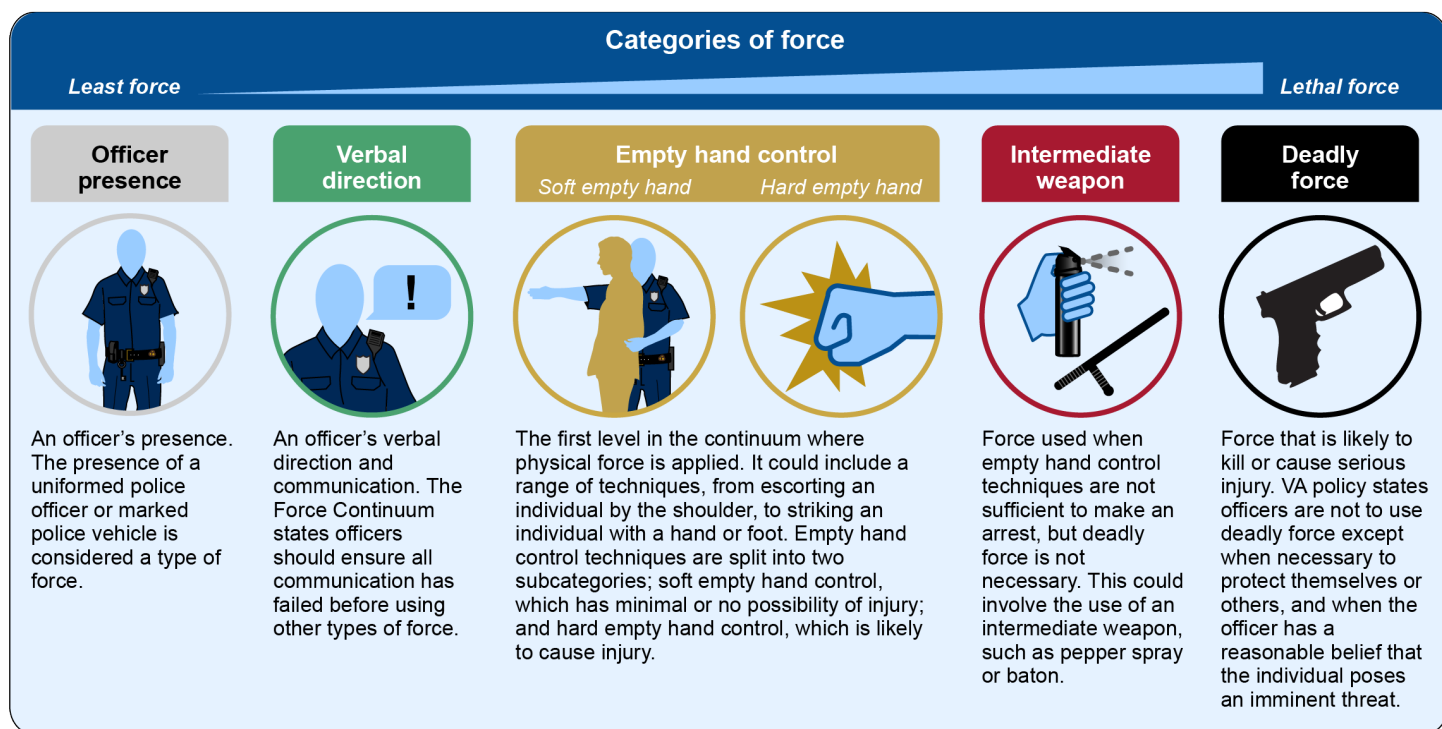 Categories of force
Least force
Lethal force
Officer
presence
An officer’s presence.
The presence of a
uniformed police
officer or marked
police vehicle is
considered a type of
force.
Verbal
direction
!
An officer’s verbal
direction and
communication. The
Force Continuum
states officers
should ensure all
communication has
failed before using
other types of force.
Empty hand control
Soft empty hand
Hard empty hand
The first level in the continuum where
physical force is applied. It could include a
range of techniques, from escorting an
individual by the shoulder, to striking an
individual with a hand or foot. Empty hand
control techniques are split into two
subcategories; soft empty hand control,
which has minimal or no possibility of injury;
and hard empty hand control, which is likely
to cause injury.
Intermediate
weapon
Force used when
empty hand control
techniques are not
sufficient to make an
arrest, but deadly
force is not
necessary. This could
involve the use of an
intermediate weapon,
such as pepper spray
or baton.
Deadly
force
Force that is likely to
kill or cause serious
injury. VA policy states
officers are not to use
deadly force except
when necessary to
protect themselves or
others, and when the
officer has a
reasonable belief that
the individual poses
an imminent threat.